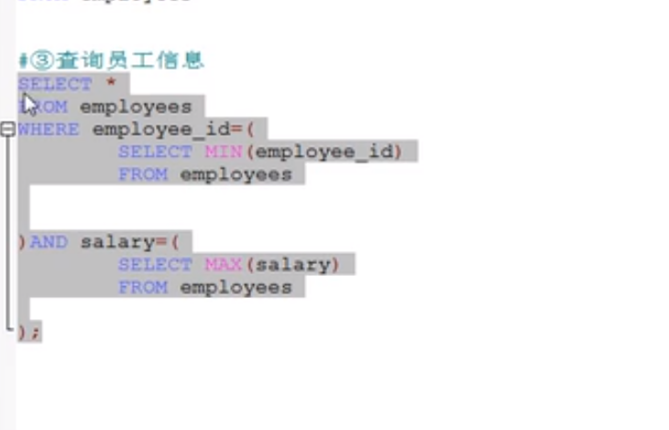 #③查询员工信息
SELECT *
FROM employees
WHERE employee_id=(
SELECT MIN(employee_id)
FROM employees
)AND salary=(
SELECT MAX(salary)
FROM employees
);